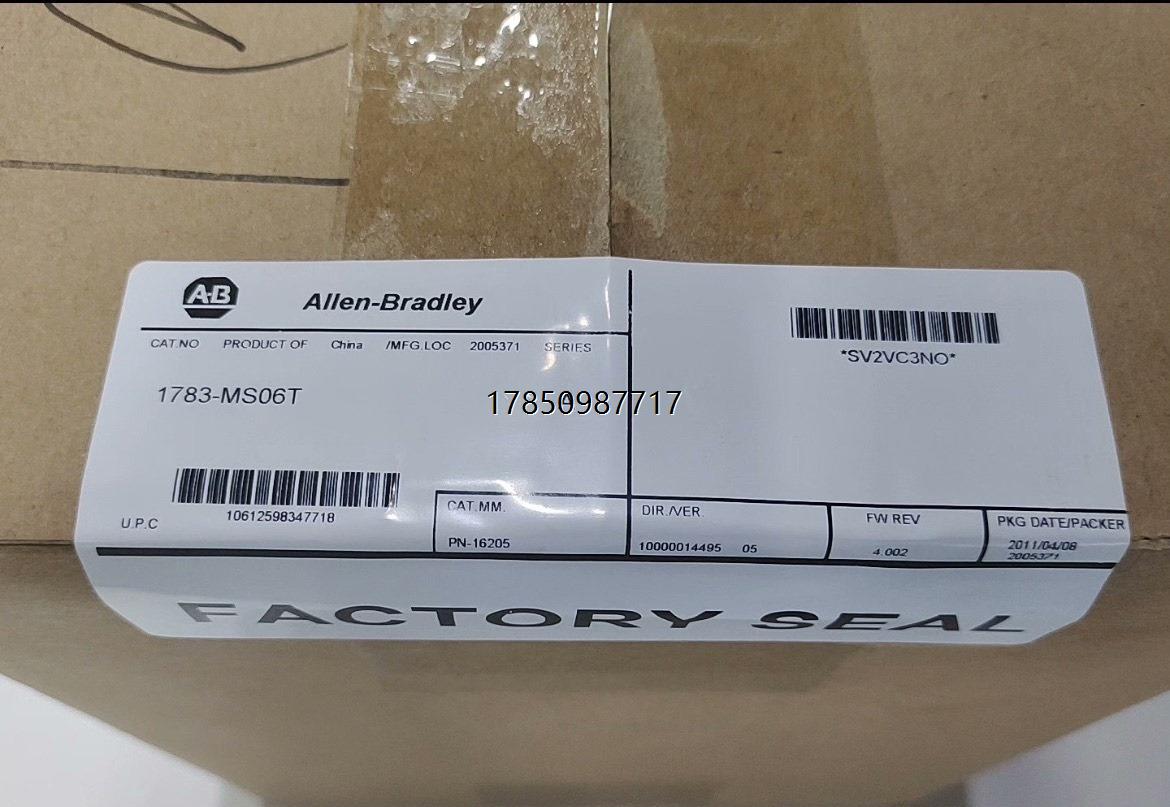 A-B Allen-Bradley
CAT.NO PRODUCT OF China /MFG.LOC 2005371 SERIES
1783-MS06T
A
17850987717
*SV2VC3NO*
U.P.C 10612598347718
CAT.MM.
PN-16205
DIR./VER.
10000014495 05
FW REV
4.002
PKG DATE/PACKER
2011/04/08
2005371
FACTORY SEAL